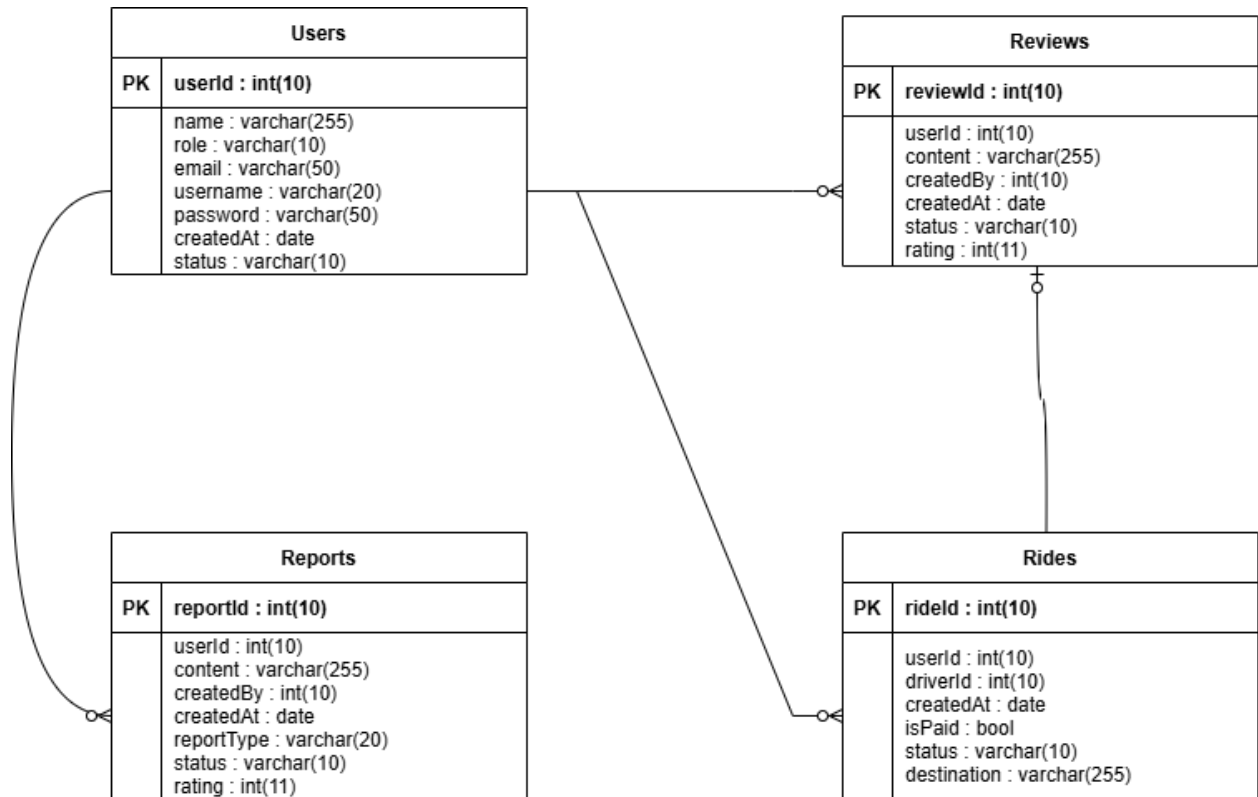 Users
PK userId : int(10)
name : varchar(255)
role : varchar(10)
email : varchar(50)
username : varchar(20)
password : varchar(50)
createdAt : date
status : varchar(10)
Reviews
PK reviewId : int(10)
userId : int(10)
content : varchar(255)
createdBy : int(10)
createdAt : date
status : varchar(10)
rating : int(11)
Reports
PK reportId : int(10)
userId : int(10)
content : varchar(255)
createdBy : int(10)
createdAt : date
reportType : varchar(20)
status : varchar(10)
rating : int(11)
Rides
PK rideId : int(10)
userId : int(10)
driverId : int(10)
createdAt : date
isPaid : bool
status : varchar(10)
destination : varchar(255)